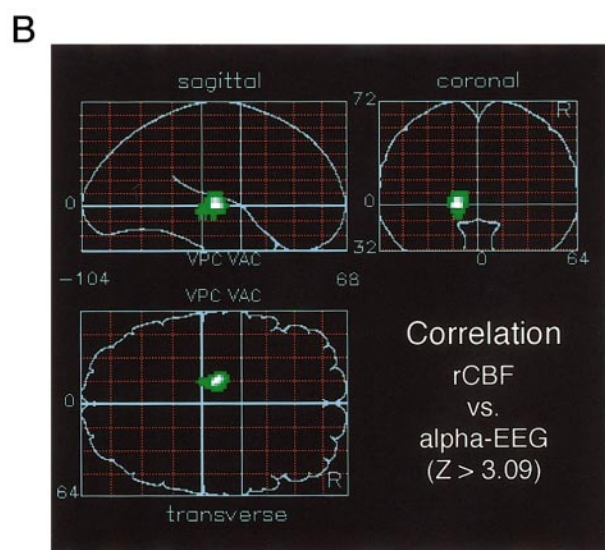 B
sagittal
coronal
72
R
0
0
VPC VAC
32
-104
68
0
64
VPC VAC
Correlation
rCBF
vs.
alpha-EEG
(Z > 3.09)
0
64
R
transverse